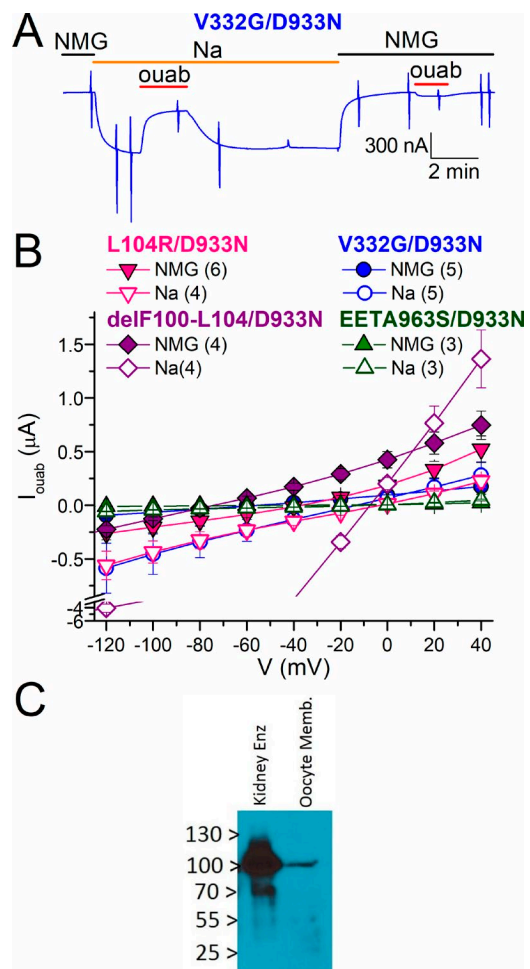 A
V332G/D933N
NMG
Na
NMG
ouab
ouab
300 nA
2 min
B
L104R/D933N
NMG (6)
Na (4)
V332G/D933N
NMG (5)
Na (5)
delF100-L104/D933N
NMG (4)
Na(4)
EETA963S/D933N
NMG (3)
Na (3)
1.5
1.0
0.5
0.0
-0.5
-4
-6
I_ouab (μA)
-120 -100 -80 -60 -40 -20 0 20 40
V (mV)
C
Kidney Enz
Oocyte Memb.
130 >
100 >
70 >
55 >
25 >